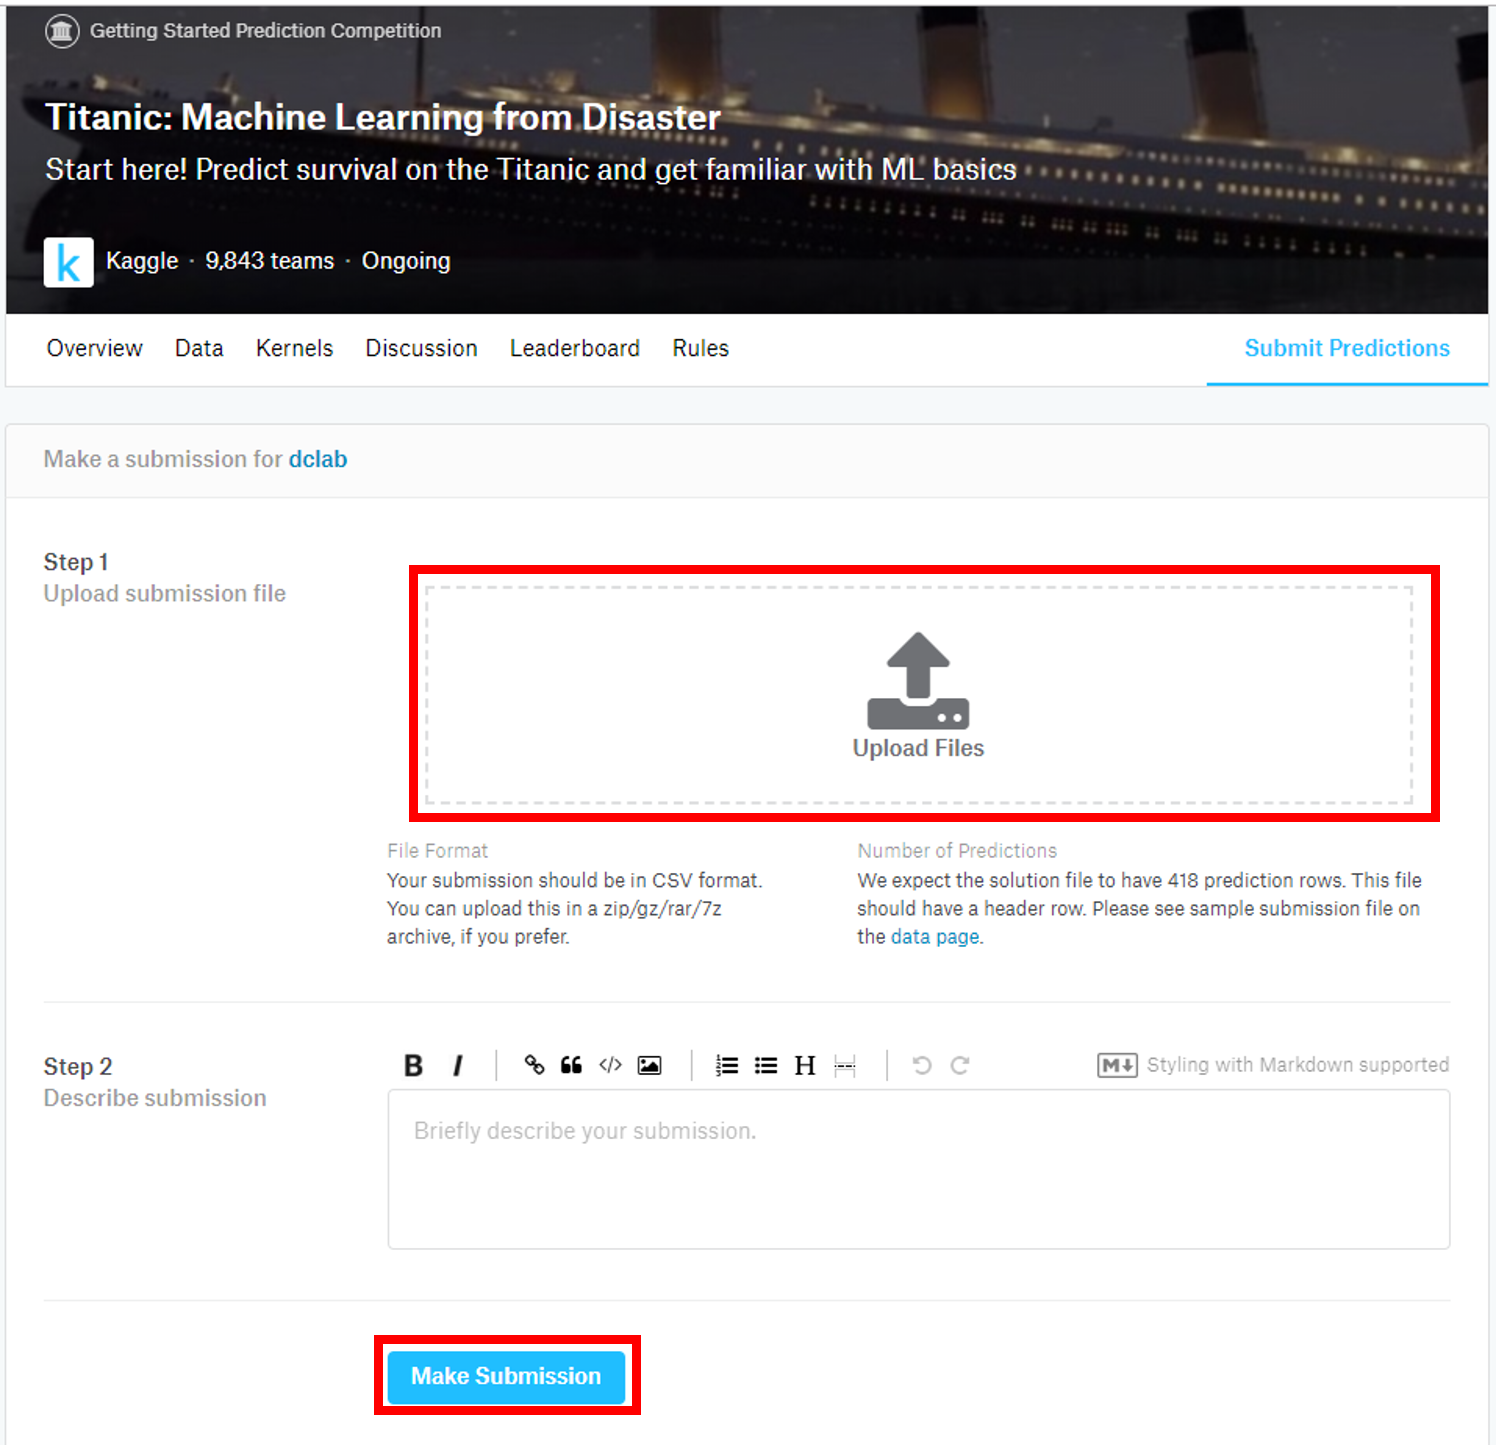 Getting Started Prediction Competition
Titanic: Machine Learning from Disaster
Start here! Predict survival on the Titanic and get familiar with ML basics
k
Kaggle · 9,843 teams · Ongoing
Overview Data Kernels Discussion Leaderboard Rules Submit Predictions
Make a submission for dclab
Step 1
Upload submission file
Upload Files
File Format
Your submission should be in CSV format.
You can upload this in a zip/gz/rar/7z
archive, if you prefer.
Number of Predictions
We expect the solution file to have 418 prediction rows. This file
should have a header row. Please see sample submission file on
the data page.
Step 2
Describe submission
B I H M Styling with Markdown supported
Briefly describe your submission.
Make Submission